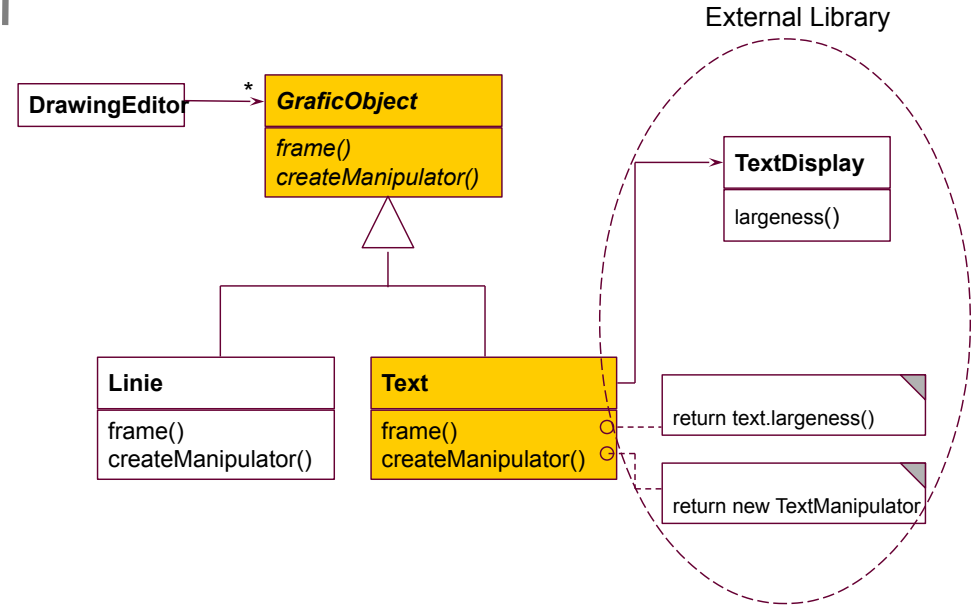 External Library
DrawingEditor
*
GraficObject
frame()
createManipulator()
TextDisplay
largeness()
Linie
frame()
createManipulator()
Text
frame()
createManipulator()
return text.largeness()
return new TextManipulator